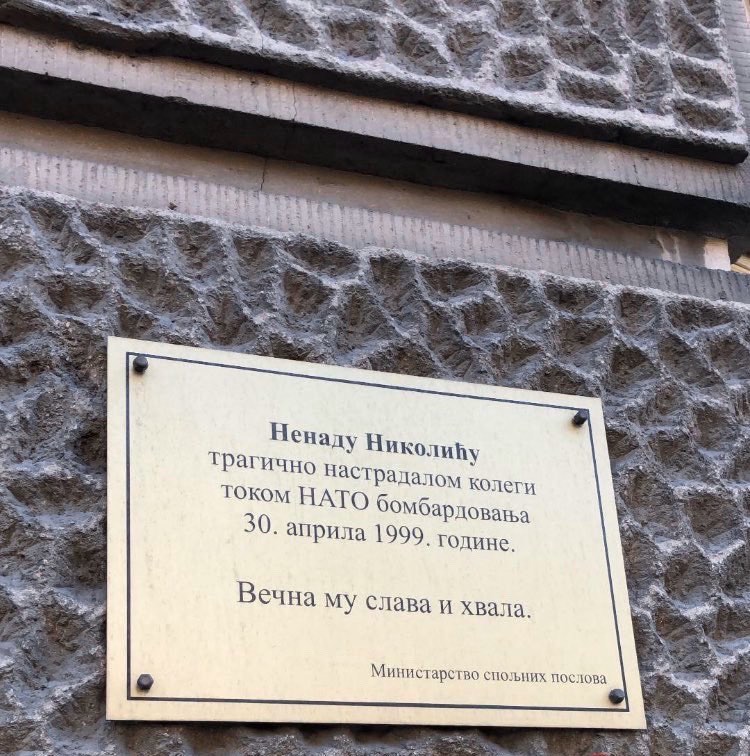 Ненаду Николићу
трагично настрадалом колеги
током НАТО бомбардовања
30. априла 1999. године.
Вечна му слава и хвала.
Министарство спољних послова